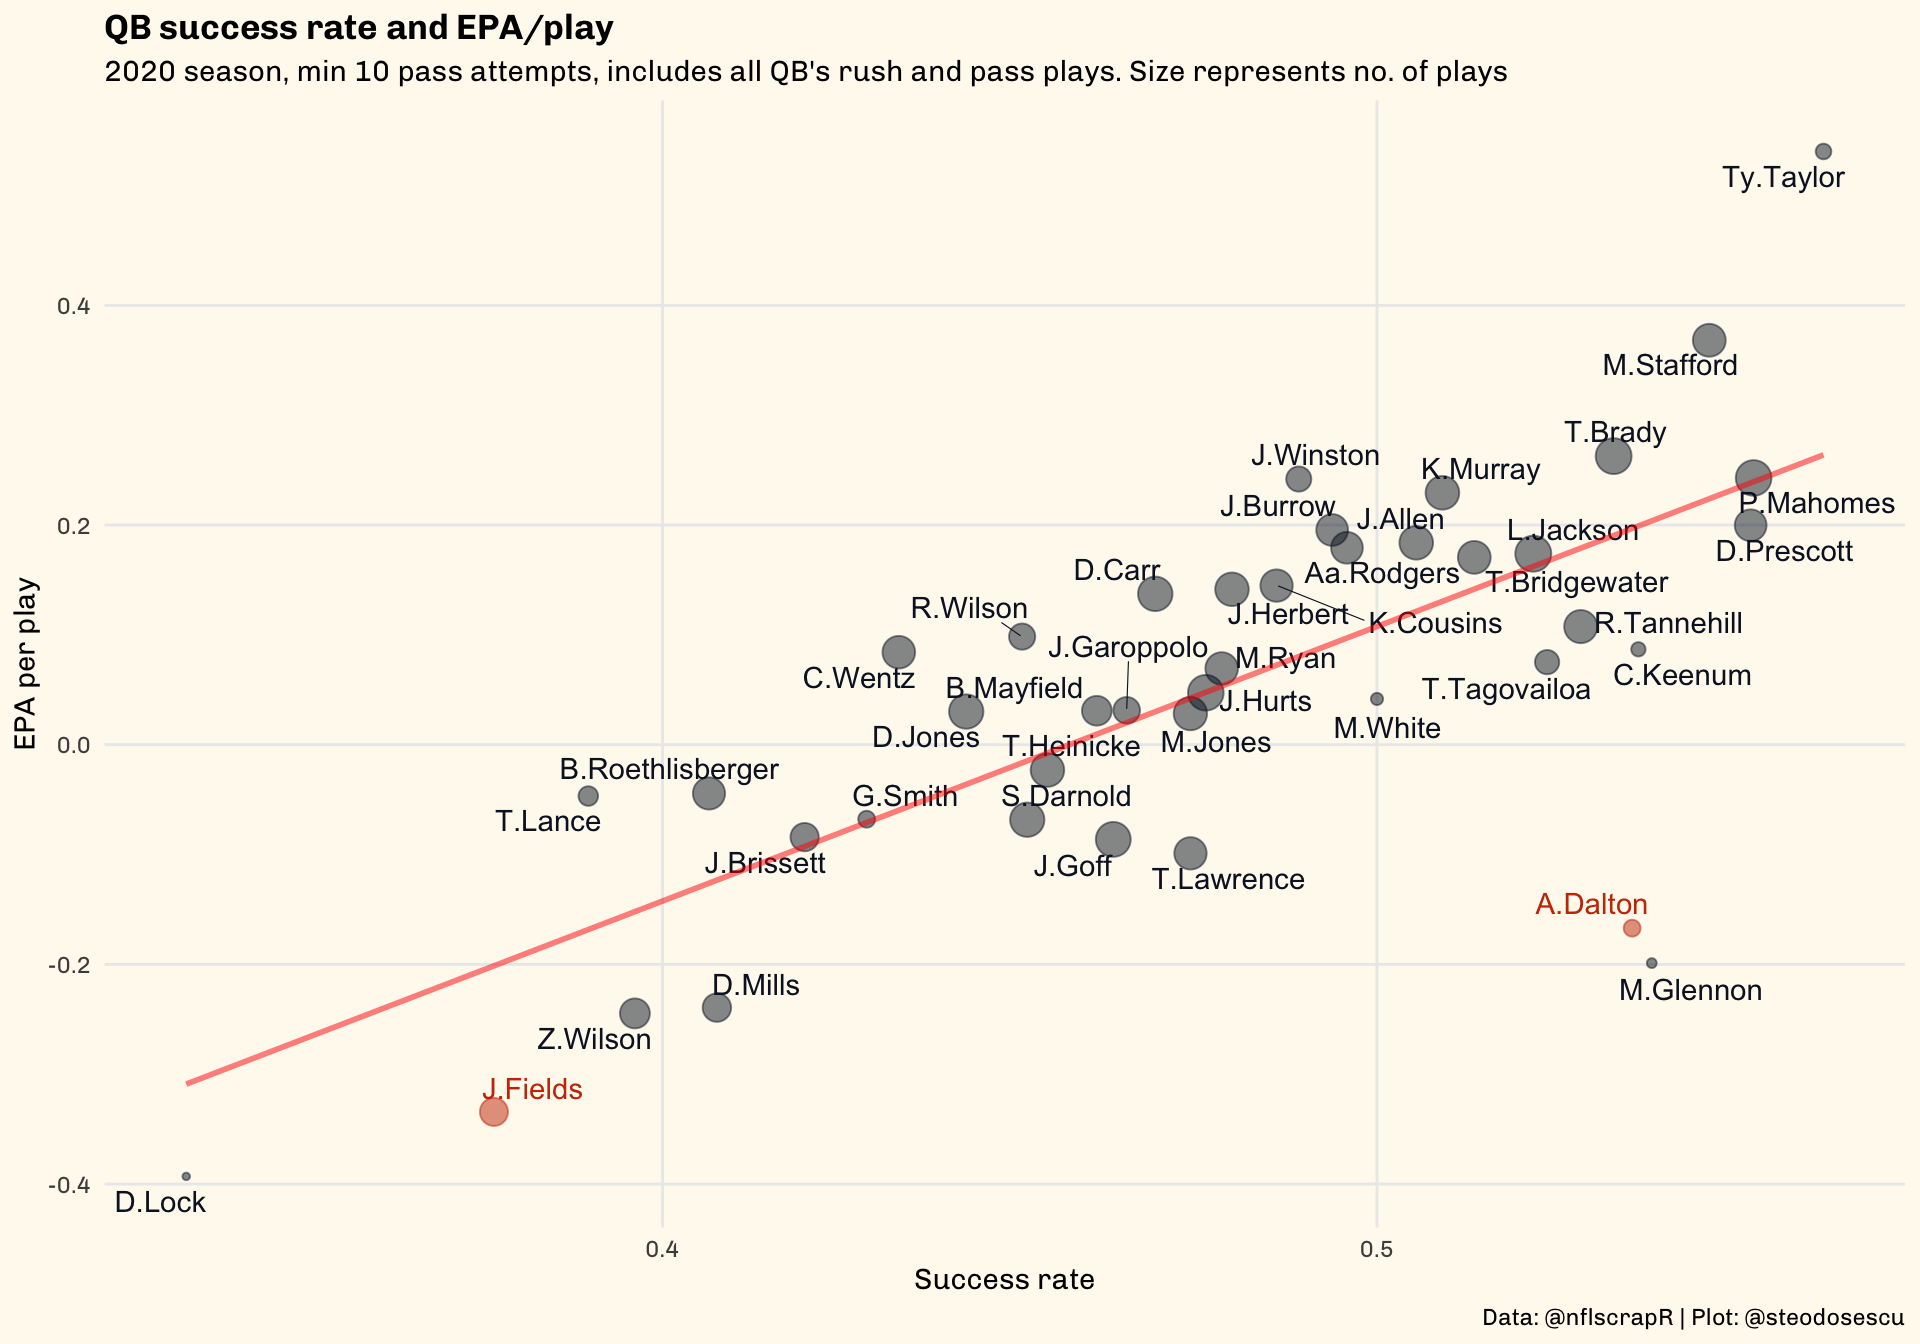 QB success rate and EPA/play
2020 season, min 10 pass attempts, includes all QB's rush and pass plays. Size represents no. of plays
Ty.Taylor
0.4
M.Stafford
T.Brady
J.Winston
K.Murray
P.Mahomes
J.Burrow
J.Allen
0.2
L.Jackson
D.Prescott
D.Carr
Aa.Rodgers
T.Bridgewater
R.Wilson
J.Herbert
K.Cousins
R.Tannehill
J.Garoppolo
M.Ryan
C.Wentz
C.Keenum
B.Mayfield
T.Tagovailoa
J.Hurts
M.White
D.Jones
T.Heinicke
M.Jones
0.0
B.Roethlisberger
G.Smith
S.Darnold
T.Lance
J.Brissett
J.Goff
T.Lawrence
A.Dalton
-0.2
D.Mills
M.Glennon
Z.Wilson
J.Fields
-0.4
D.Lock
EPA per play
0.4
0.5
Success rate
Data: @nflscrapR | Plot: @steodosescu